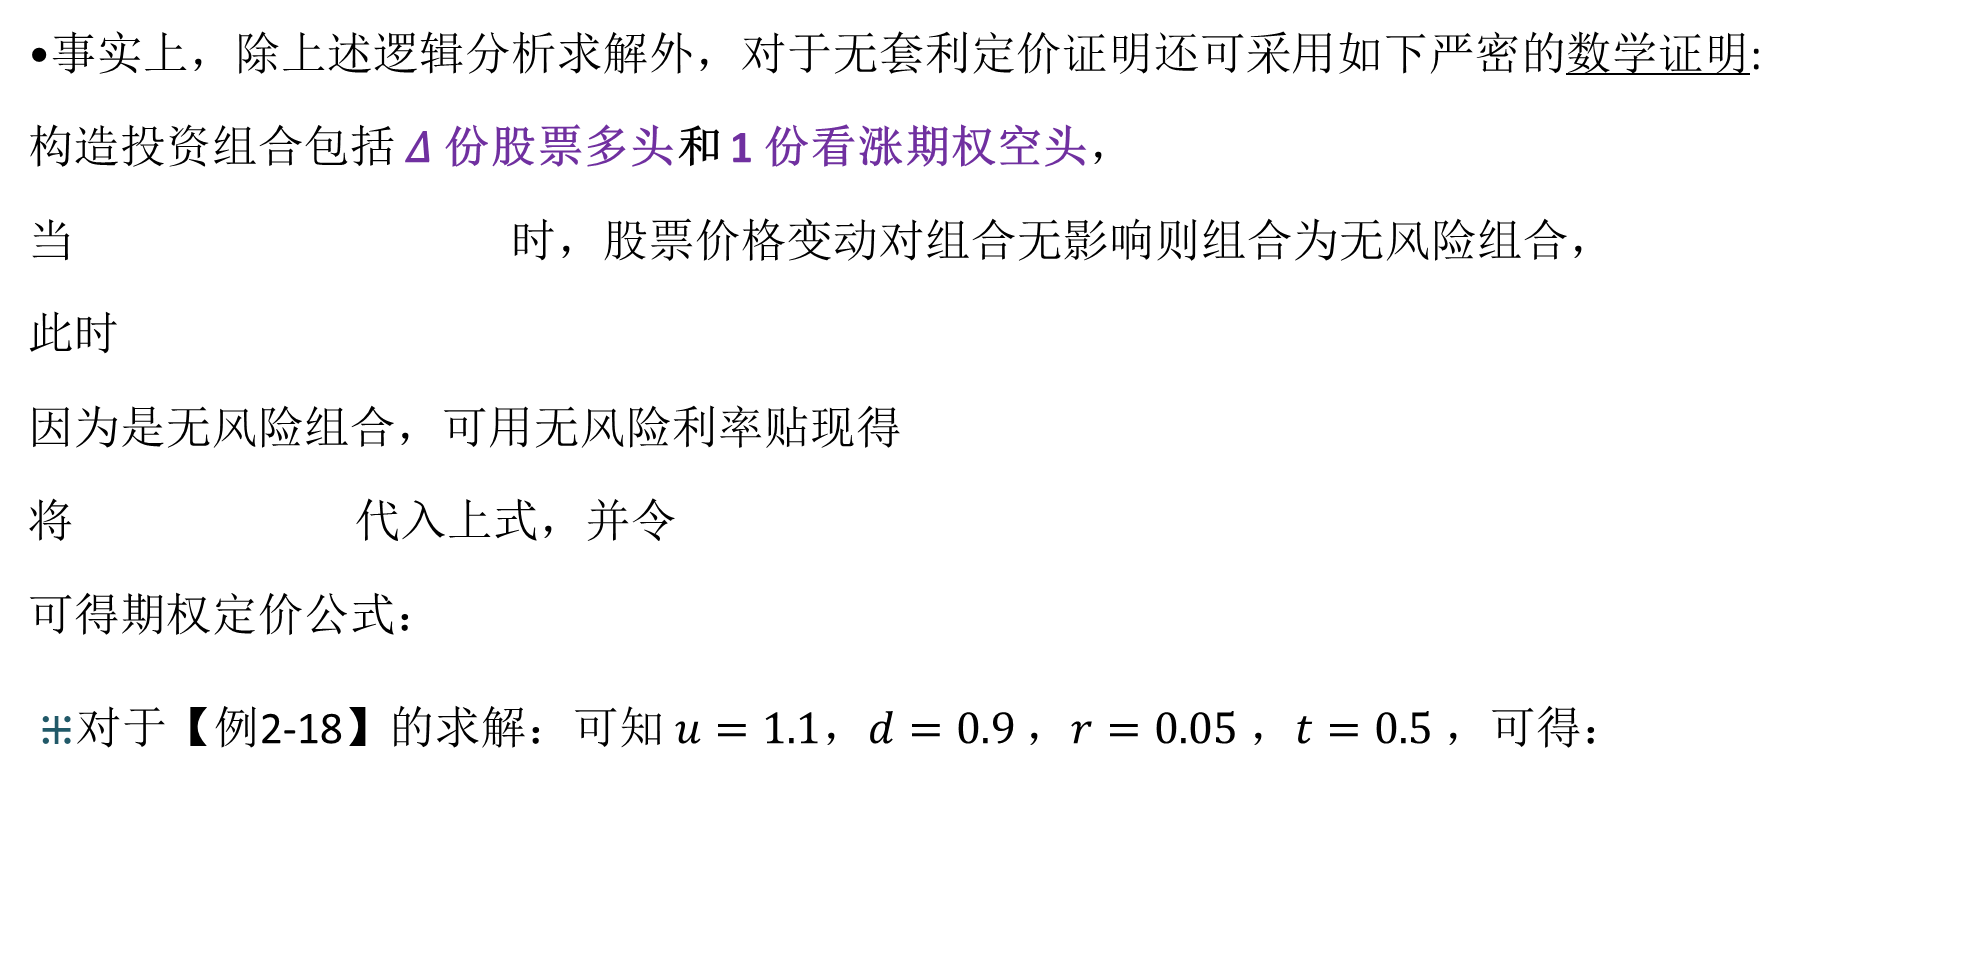 •事实上，除上述逻辑分析求解外，对于无套利定价证明还可采用如下严密的数学证明:
构造投资组合包括 Δ 份股票多头和 1 份看涨期权空头，
当 时，股票价格变动对组合无影响则组合为无风险组合，
此时
因为是无风险组合，可用无风险利率贴现得
将 代入上式，并令
可得期权定价公式：
⁜对于【例2-18】的求解：可知 u = 1.1，d = 0.9 ，r = 0.05 ，t = 0.5 ，可得：